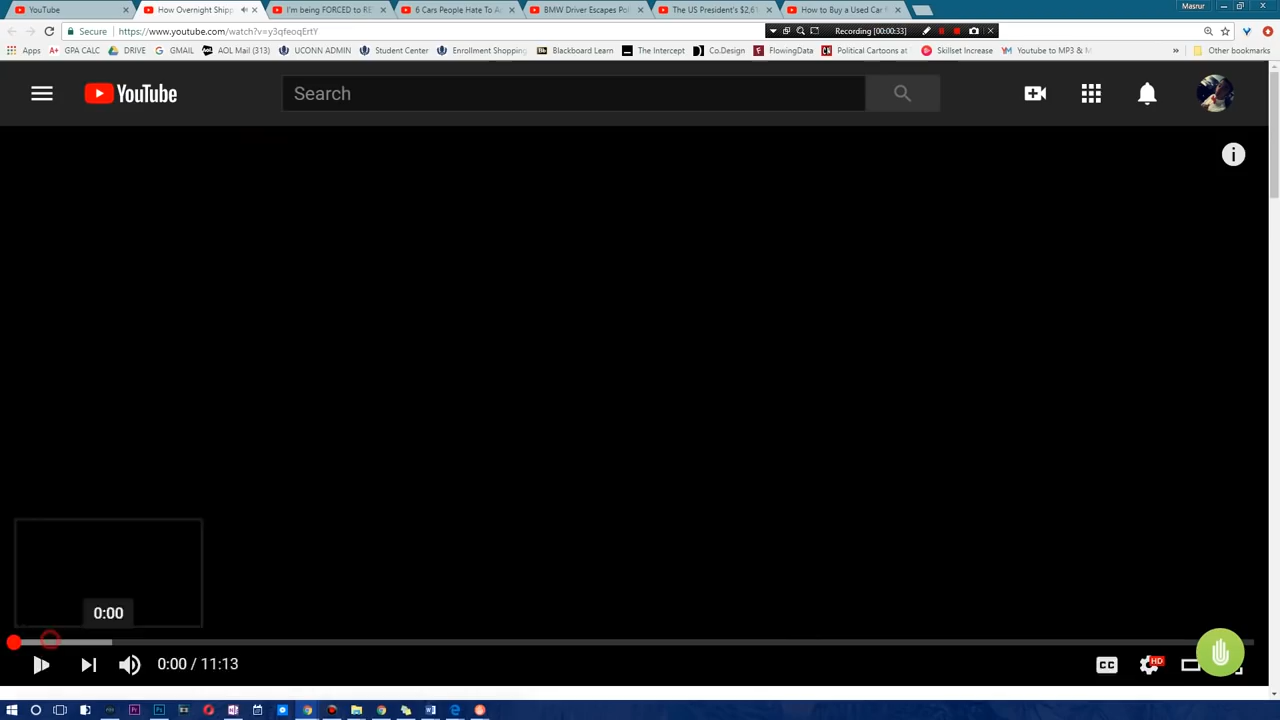 YouTube
How Overnight Shipp
I'm being FORCED to RE
6 Cars People Hate To A
BMW Driver Escapes Pol
The US President's $2.6
How to Buy a Used Car
Masrur
Secure
https://www.youtube.com/watch?v=y3qfeoqErtY
Recording [00:00:33]
Apps
GPA CALC
DRIVE
GMAIL
AOL Mail (313)
UCONN ADMIN
Student Center
Enrollment Shopping
Blackboard Learn
The Intercept
Co.Design
FlowingData
Political Cartoons at
Skillset Increase
Youtube to MP3 & M
»
Other bookmarks
YouTube
Search
0:00
0:00 / 11:13
CC
HD